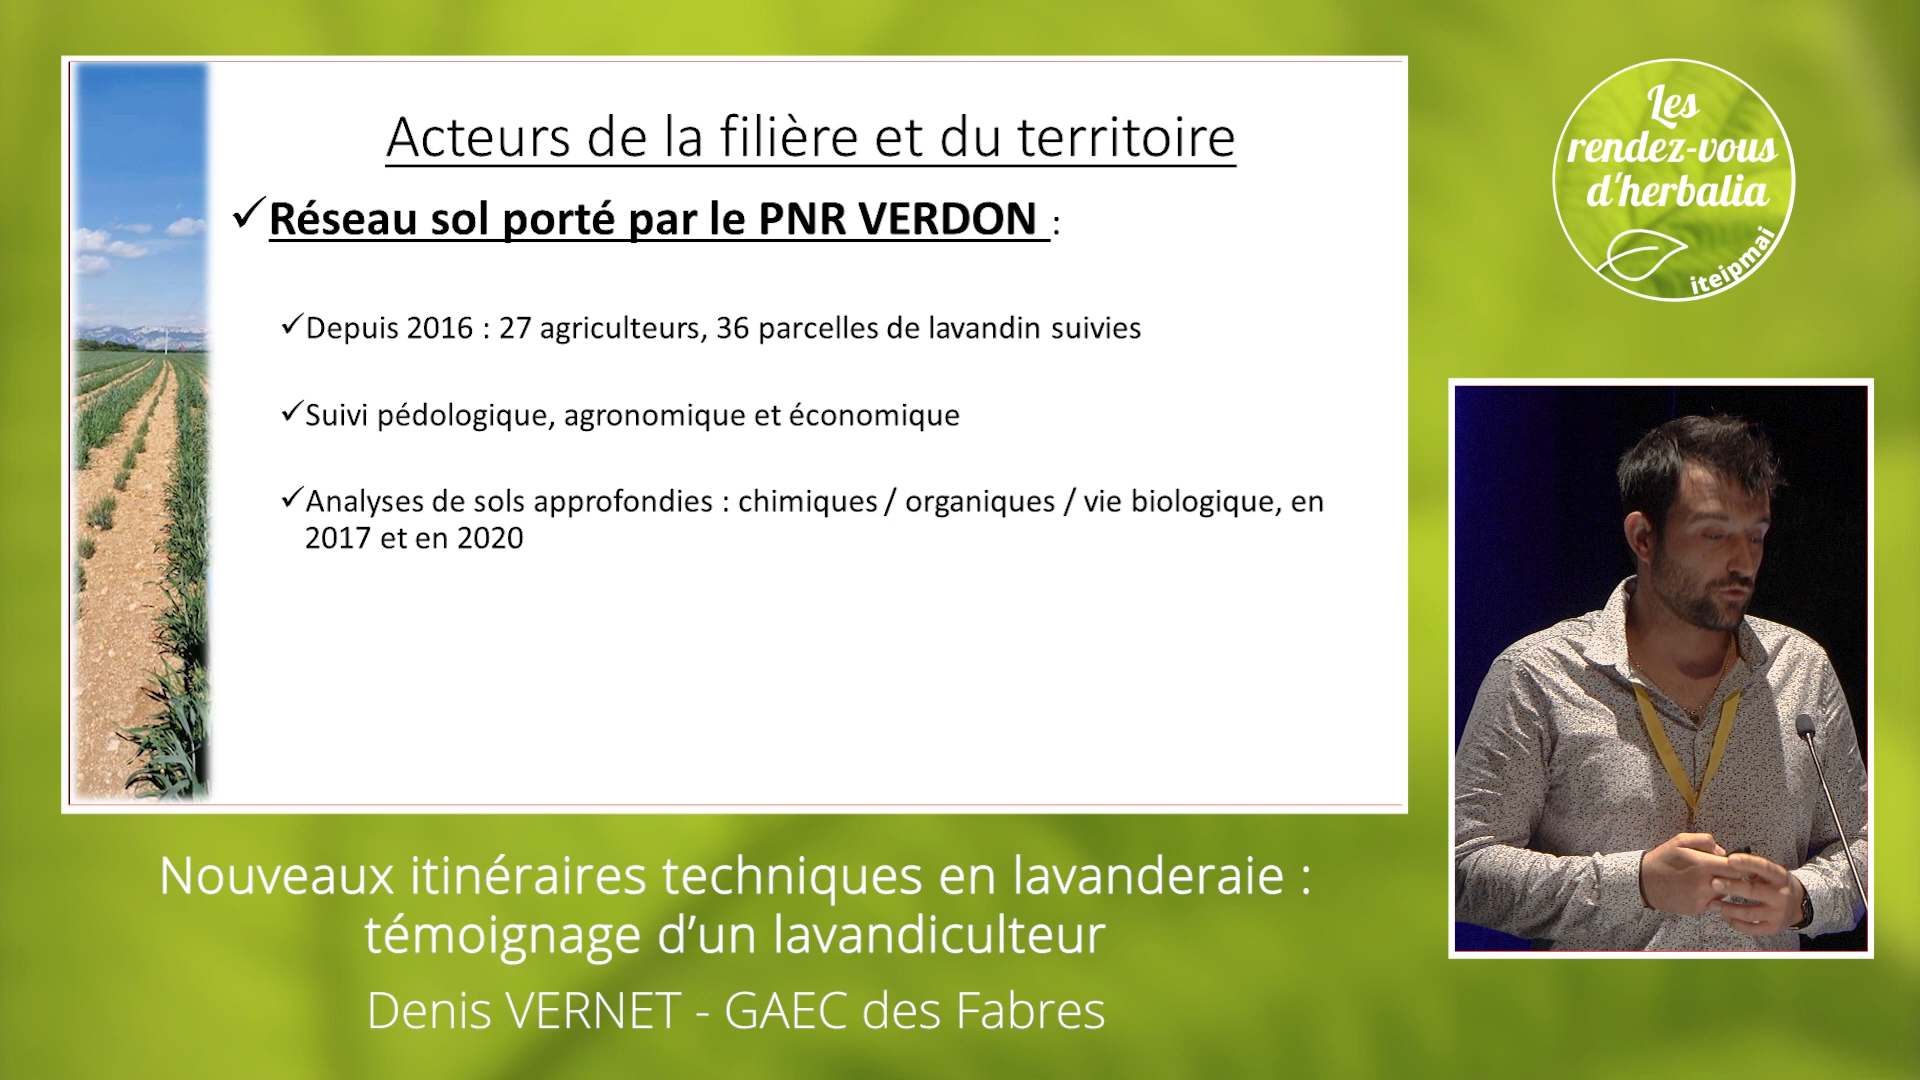 Acteurs de la filière et du territoire
✓Réseau sol porté par le PNR VERDON :
✓Depuis 2016 : 27 agriculteurs, 36 parcelles de lavandin suivies
✓Suivi pédologique, agronomique et économique
✓Analyses de sols approfondies : chimiques / organiques / vie biologique, en
2017 et en 2020
Les
rendez-vous
d'herbalia
iteipmai
Nouveaux itinéraires techniques en lavanderaie :
témoignage d’un lavandiculteur
Denis VERNET - GAEC des Fabres